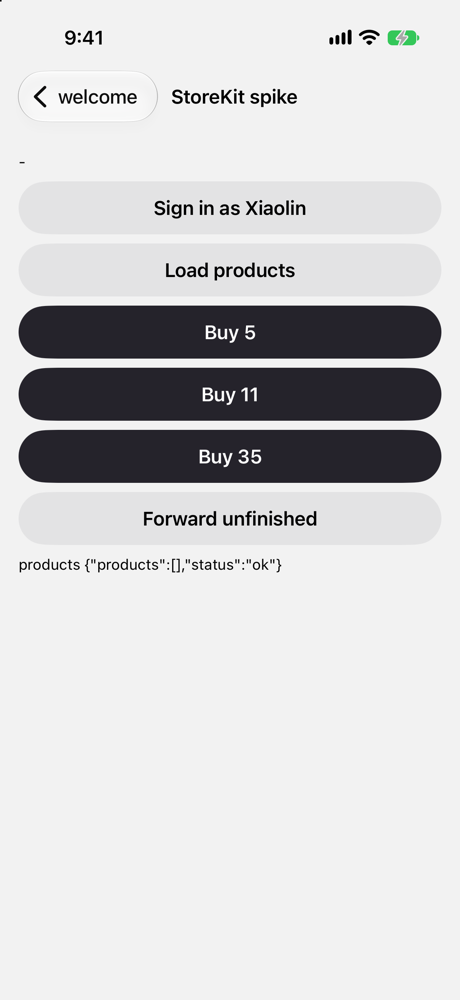 9:41
welcome
StoreKit spike
-
Sign in as Xiaolin
Load products
Buy 5
Buy 11
Buy 35
Forward unfinished
products {"products":[],"status":"ok"}